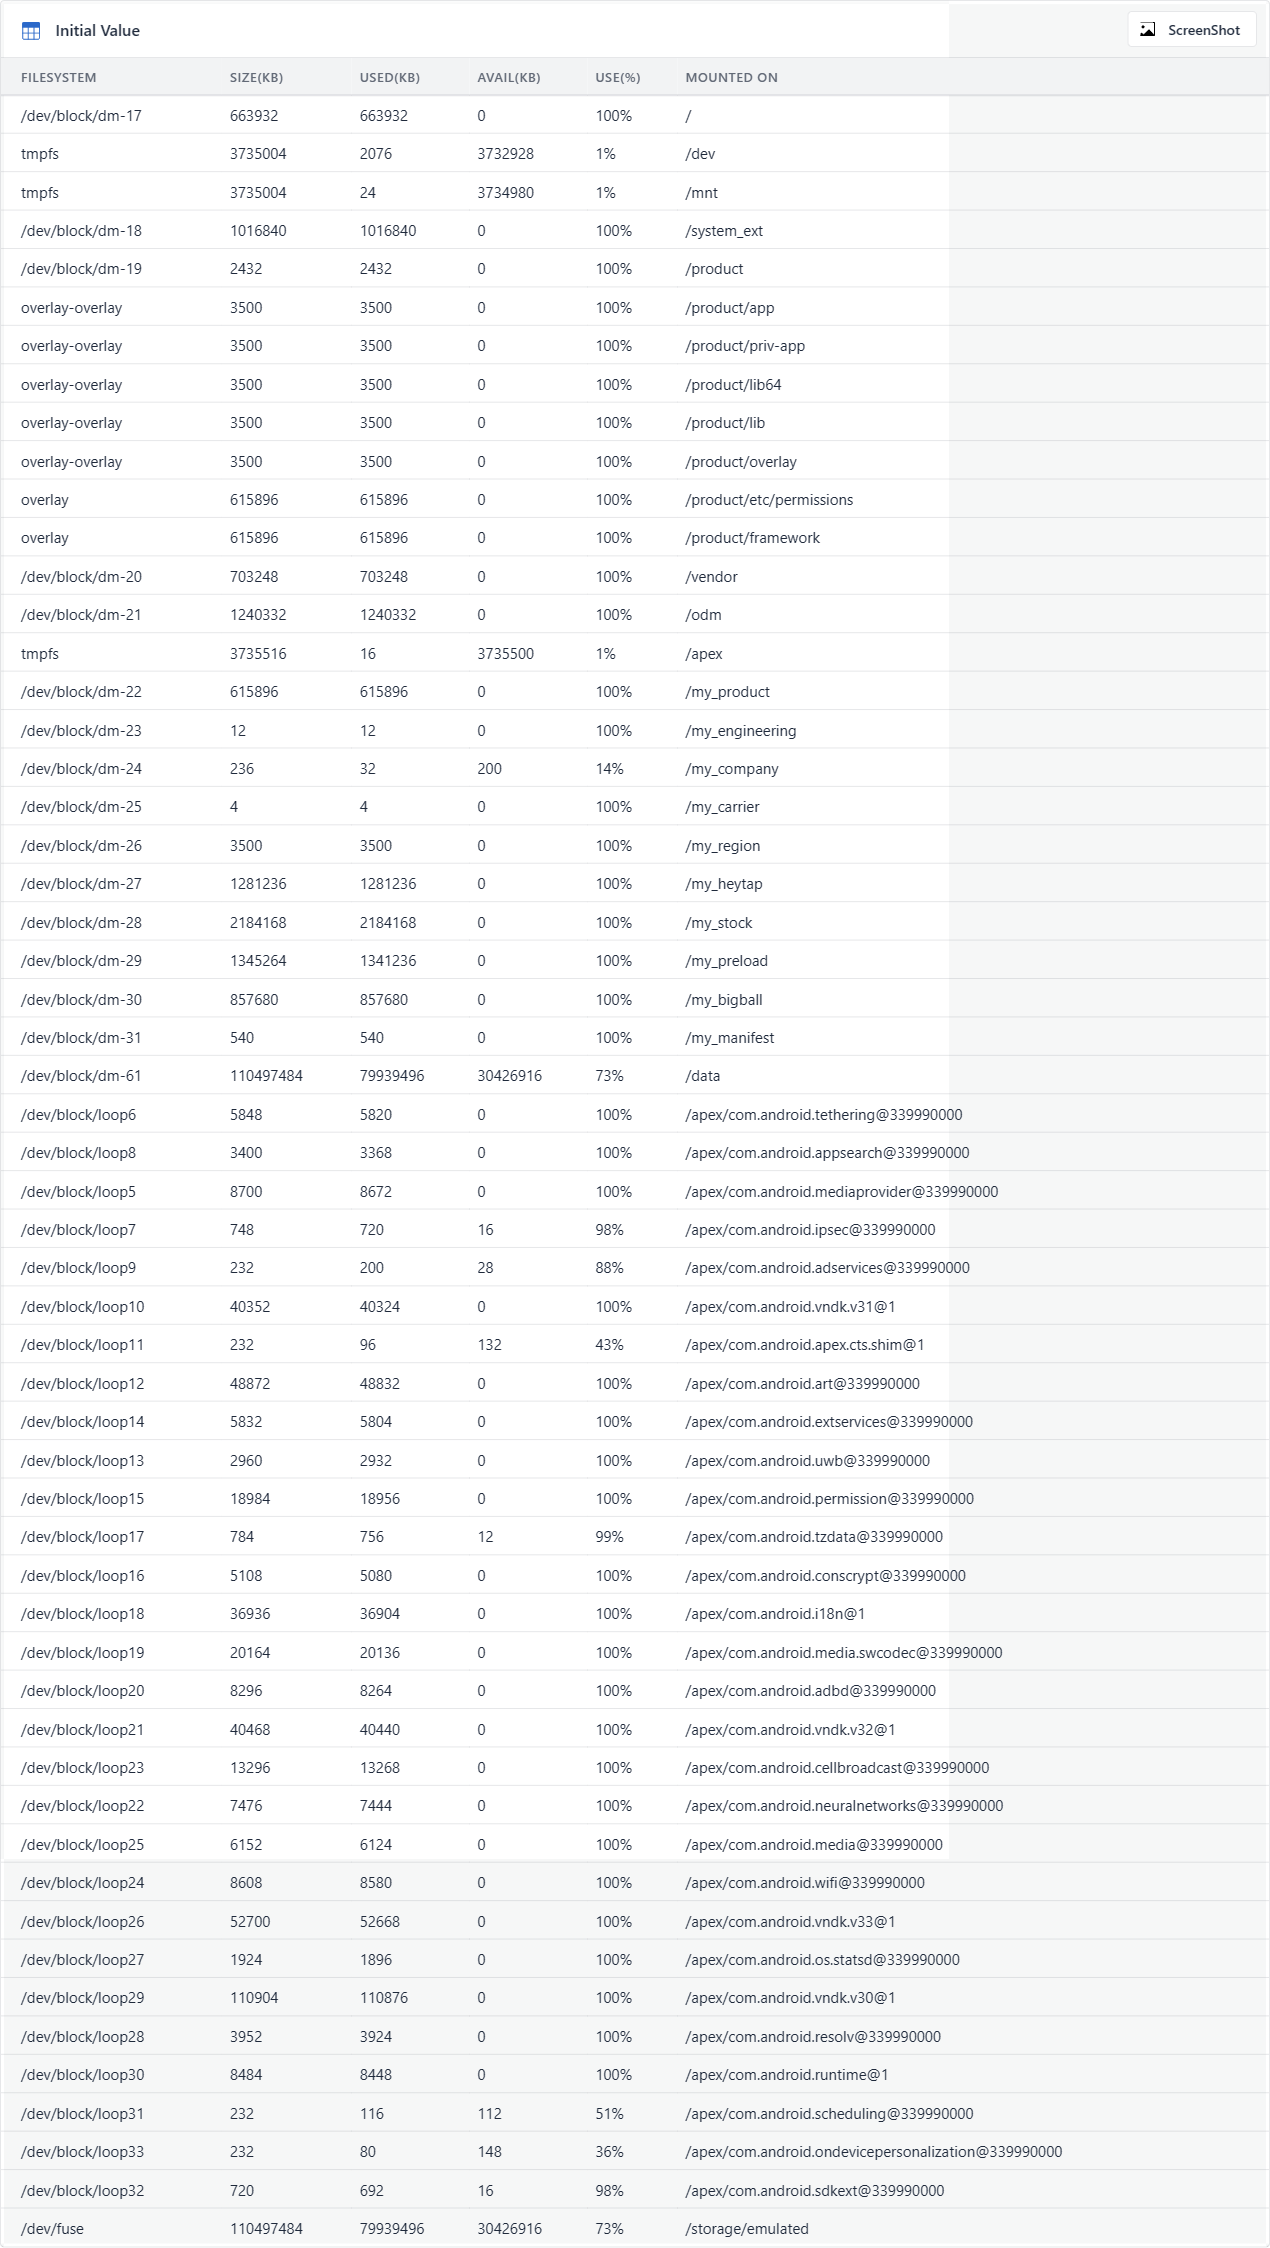 Initial Value
ScreenShot
FILESYSTEM SIZE(KB) USED(KB) AVAIL(KB) USE(%) MOUNTED ON
/dev/block/dm-17 663932 663932 0 100% /
tmpfs 3735004 2076 3732928 1% /dev
tmpfs 3735004 24 3734980 1% /mnt
/dev/block/dm-18 1016840 1016840 0 100% /system_ext
/dev/block/dm-19 2432 2432 0 100% /product
overlay-overlay 3500 3500 0 100% /product/app
overlay-overlay 3500 3500 0 100% /product/priv-app
overlay-overlay 3500 3500 0 100% /product/lib64
overlay-overlay 3500 3500 0 100% /product/lib
overlay-overlay 3500 3500 0 100% /product/overlay
overlay 615896 615896 0 100% /product/etc/permissions
overlay 615896 615896 0 100% /product/framework
/dev/block/dm-20 703248 703248 0 100% /vendor
/dev/block/dm-21 1240332 1240332 0 100% /odm
tmpfs 3735516 16 3735500 1% /apex
/dev/block/dm-22 615896 615896 0 100% /my_product
/dev/block/dm-23 12 12 0 100% /my_engineering
/dev/block/dm-24 236 32 200 14% /my_company
/dev/block/dm-25 4 4 0 100% /my_carrier
/dev/block/dm-26 3500 3500 0 100% /my_region
/dev/block/dm-27 1281236 1281236 0 100% /my_heytap
/dev/block/dm-28 2184168 2184168 0 100% /my_stock
/dev/block/dm-29 1345264 1341236 0 100% /my_preload
/dev/block/dm-30 857680 857680 0 100% /my_bigball
/dev/block/dm-31 540 540 0 100% /my_manifest
/dev/block/dm-61 110497484 79939496 30426916 73% /data
/dev/block/loop6 5848 5820 0 100% /apex/com.android.tethering@339990000
/dev/block/loop8 3400 3368 0 100% /apex/com.android.appsearch@339990000
/dev/block/loop5 8700 8672 0 100% /apex/com.android.mediaprovider@339990000
/dev/block/loop7 748 720 16 98% /apex/com.android.ipsec@339990000
/dev/block/loop9 232 200 28 88% /apex/com.android.adservices@339990000
/dev/block/loop10 40352 40324 0 100% /apex/com.android.vndk.v31@1
/dev/block/loop11 232 96 132 43% /apex/com.android.apex.cts.shim@1
/dev/block/loop12 48872 48832 0 100% /apex/com.android.art@339990000
/dev/block/loop14 5832 5804 0 100% /apex/com.android.extservices@339990000
/dev/block/loop13 2960 2932 0 100% /apex/com.android.uwb@339990000
/dev/block/loop15 18984 18956 0 100% /apex/com.android.permission@339990000
/dev/block/loop17 784 756 12 99% /apex/com.android.tzdata@339990000
/dev/block/loop16 5108 5080 0 100% /apex/com.android.conscrypt@339990000
/dev/block/loop18 36936 36904 0 100% /apex/com.android.i18n@1
/dev/block/loop19 20164 20136 0 100% /apex/com.android.media.swcodec@339990000
/dev/block/loop20 8296 8264 0 100% /apex/com.android.adbd@339990000
/dev/block/loop21 40468 40440 0 100% /apex/com.android.vndk.v32@1
/dev/block/loop23 13296 13268 0 100% /apex/com.android.cellbroadcast@339990000
/dev/block/loop22 7476 7444 0 100% /apex/com.android.neuralnetworks@339990000
/dev/block/loop25 6152 6124 0 100% /apex/com.android.media@339990000
/dev/block/loop24 8608 8580 0 100% /apex/com.android.wifi@339990000
/dev/block/loop26 52700 52668 0 100% /apex/com.android.vndk.v33@1
/dev/block/loop27 1924 1896 0 100% /apex/com.android.os.statsd@339990000
/dev/block/loop29 110904 110876 0 100% /apex/com.android.vndk.v30@1
/dev/block/loop28 3952 3924 0 100% /apex/com.android.resolv@339990000
/dev/block/loop30 8484 8448 0 100% /apex/com.android.runtime@1
/dev/block/loop31 232 116 112 51% /apex/com.android.scheduling@339990000
/dev/block/loop33 232 80 148 36% /apex/com.android.ondevicepersonalization@339990000
/dev/block/loop32 720 692 16 98% /apex/com.android.sdkext@339990000
/dev/fuse 110497484 79939496 30426916 73% /storage/emulated